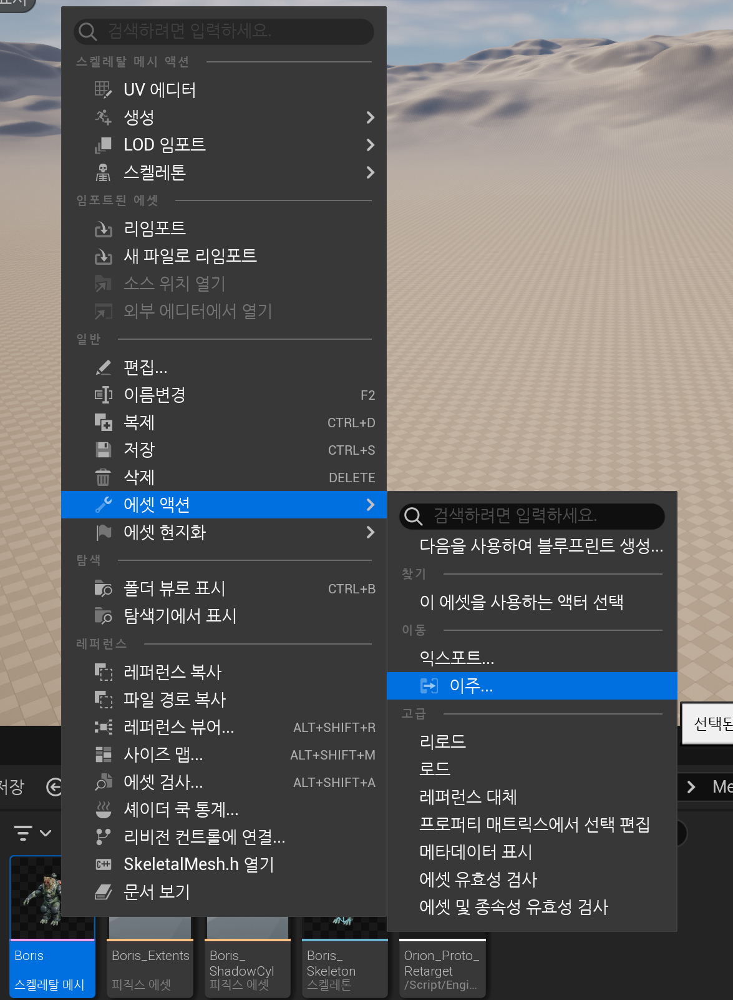 검색하려면 입력하세요.
스켈레탈 메시 액션
UV 에디터
생성
LOD 임포트
스켈레톤
임포트된 에셋
리임포트
새 파일로 리임포트
소스 위치 열기
외부 에디터에서 열기
일반
편집...
이름변경 F2
복제 CTRL+D
저장 CTRL+S
삭제 DELETE
에셋 액션
에셋 현지화
탐색
폴더 뷰로 표시 CTRL+B
탐색기에서 표시
레퍼런스
레퍼런스 복사
파일 경로 복사
레퍼런스 뷰어... ALT+SHIFT+R
사이즈 맵... ALT+SHIFT+M
에셋 검사... ALT+SHIFT+A
셰이더 쿡 통계...
리비전 컨트롤에 연결...
C++ SkeletalMesh.h 열기
문서 보기
검색하려면 입력하세요.
다음을 사용하여 블루프린트 생성...
찾기
이 에셋을 사용하는 액터 선택
이동
익스포트...
이주...
고급
리로드
로드
레퍼런스 대체
프로퍼티 매트릭스에서 선택 편집
메타데이터 표시
에셋 유효성 검사
에셋 및 종속성 유효성 검사
선택된
저장
Me
Boris
스켈레탈 메시
Boris_Extents
피직스 에셋
Boris_
ShadowCyl
피직스 에셋
Boris_
Skeleton
스켈레톤
Orion_Proto_
Retarget
/Script/Engi...